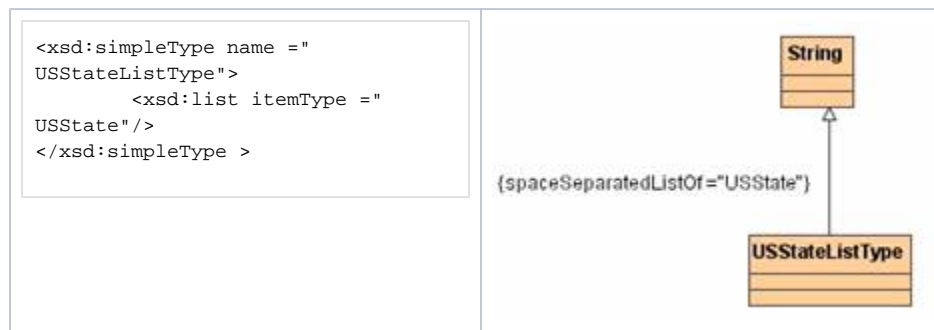 <xsd:simpleType name ="
USStateListType">
<xsd:list itemType ="
USState"/>
</xsd:simpleType >
String
{spaceSeparatedListOf="USState"}
USStateListType